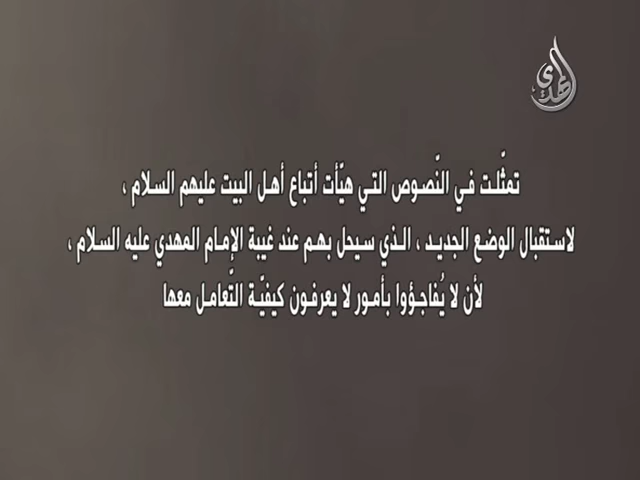 المهدي
تمثَّلت في النّصوص التي هيّأت أتباع أهل البيت عليهم السلام ،
لاستقبال الوضع الجديد ، الذي سيحل بهم عند غيبة الإمام المهدي عليه السلام ،
لأن لا يُفاجؤوا بأمور لا يعرفون كيفيّة التَّعامل معها